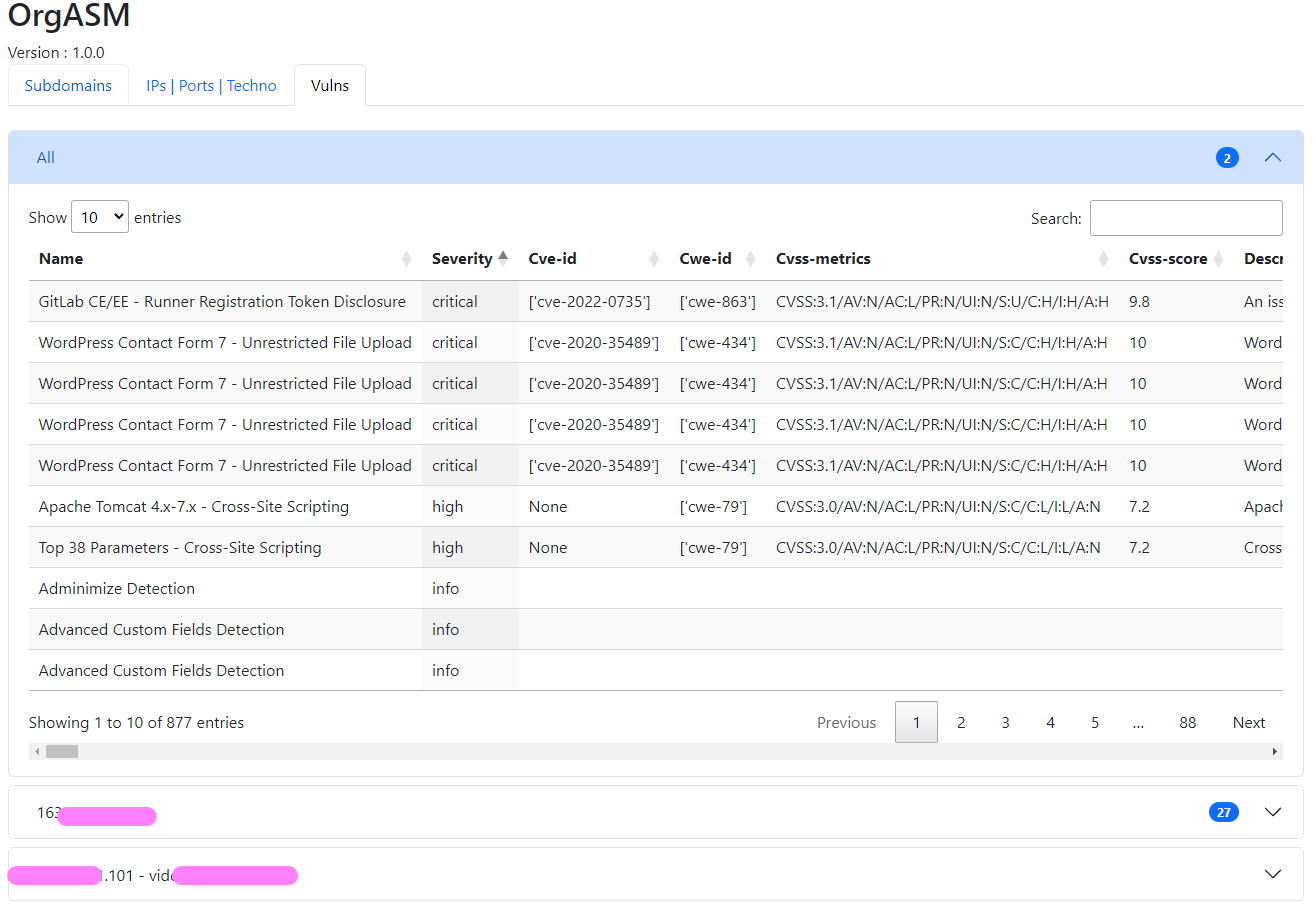 OrgASM
Version : 1.0.0
Subdomains IPs | Ports | Techno Vulns
All 2
Show 10 entries Search:
Name Severity Cve-id Cwe-id Cvss-metrics Cvss-score Descr
GitLab CE/EE - Runner Registration Token Disclosure critical ['cve-2022-0735'] ['cwe-863'] CVSS:3.1/AV:N/AC:L/PR:N/UI:N/S:U/C:H/I:H/A:H 9.8 An iss
WordPress Contact Form 7 - Unrestricted File Upload critical ['cve-2020-35489'] ['cwe-434'] CVSS:3.1/AV:N/AC:L/PR:N/UI:N/S:C/C:H/I:H/A:H 10 Word
WordPress Contact Form 7 - Unrestricted File Upload critical ['cve-2020-35489'] ['cwe-434'] CVSS:3.1/AV:N/AC:L/PR:N/UI:N/S:C/C:H/I:H/A:H 10 Word
WordPress Contact Form 7 - Unrestricted File Upload critical ['cve-2020-35489'] ['cwe-434'] CVSS:3.1/AV:N/AC:L/PR:N/UI:N/S:C/C:H/I:H/A:H 10 Word
WordPress Contact Form 7 - Unrestricted File Upload critical ['cve-2020-35489'] ['cwe-434'] CVSS:3.1/AV:N/AC:L/PR:N/UI:N/S:C/C:H/I:H/A:H 10 Word
Apache Tomcat 4.x-7.x - Cross-Site Scripting high None ['cwe-79'] CVSS:3.0/AV:N/AC:L/PR:N/UI:N/S:C/C:L/I:L/A:N 7.2 Apach
Top 38 Parameters - Cross-Site Scripting high None ['cwe-79'] CVSS:3.0/AV:N/AC:L/PR:N/UI:N/S:C/C:L/I:L/A:N 7.2 Cross
Adminimize Detection info
Advanced Custom Fields Detection info
Advanced Custom Fields Detection info
Showing 1 to 10 of 877 entries Previous 1 2 3 4 5 ... 88 Next
163 27
.101 - vide